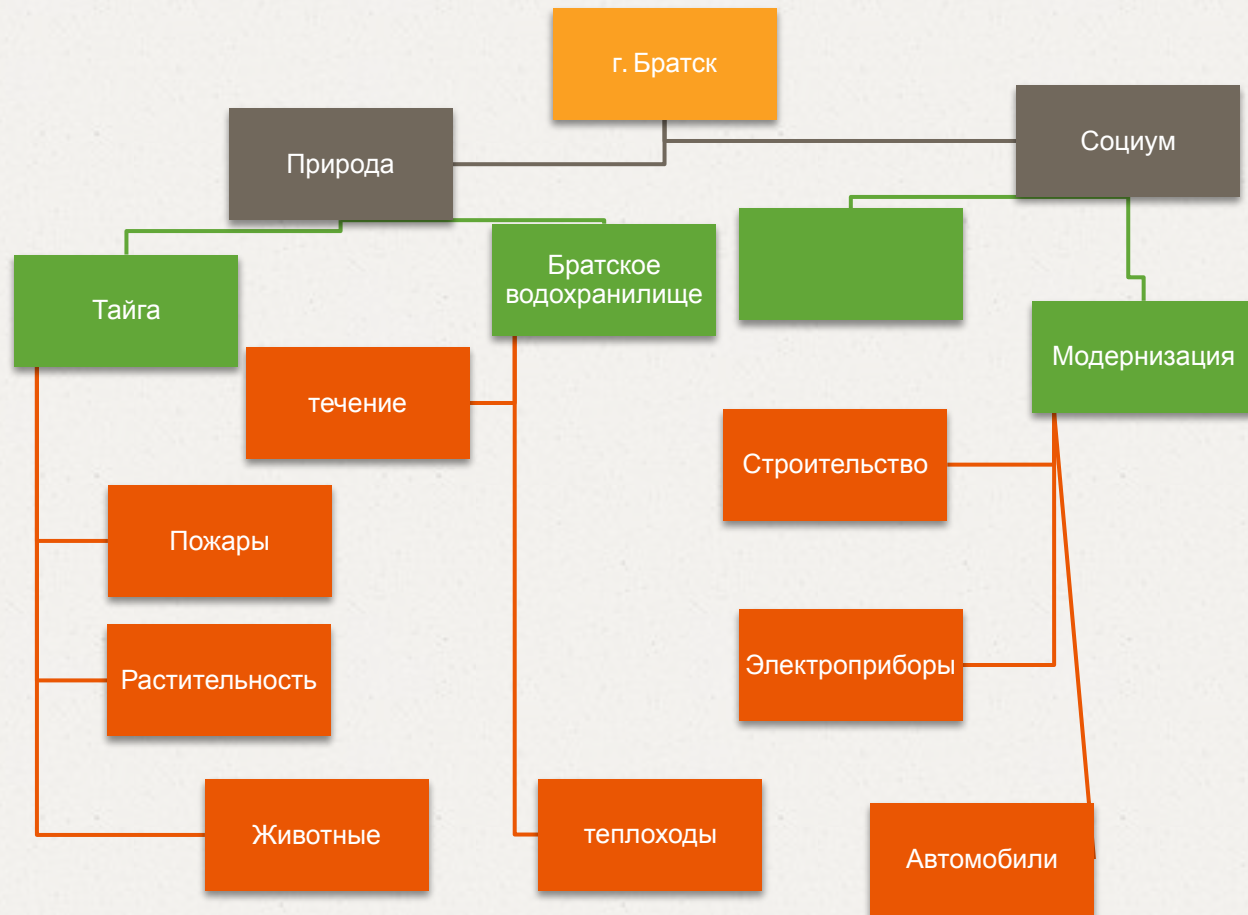 г. Братск
Природа
Социум
Тайга
Братское
водохранилище
Модернизация
течение
Строительство
Пожары
Растительность
Электроприборы
Животные
теплоходы
Автомобили